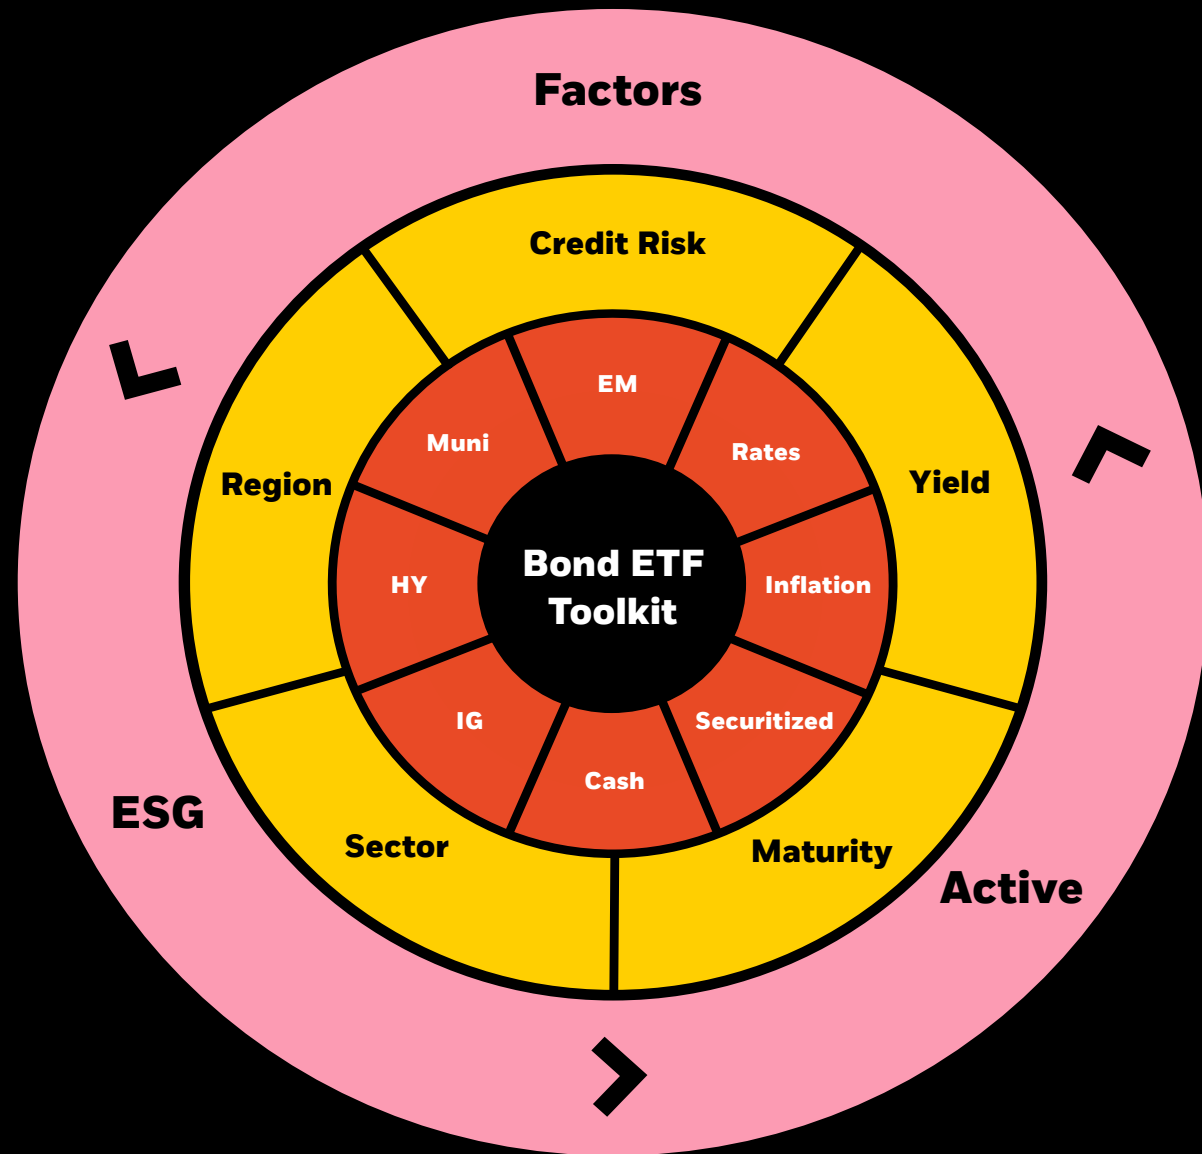 Factors
Credit Risk
EM
Muni
Rates
Region
Yield
HY
Bond ETF
Toolkit
Inflation
IG
Securitized
Cash
ESG
Sector
Maturity
Active